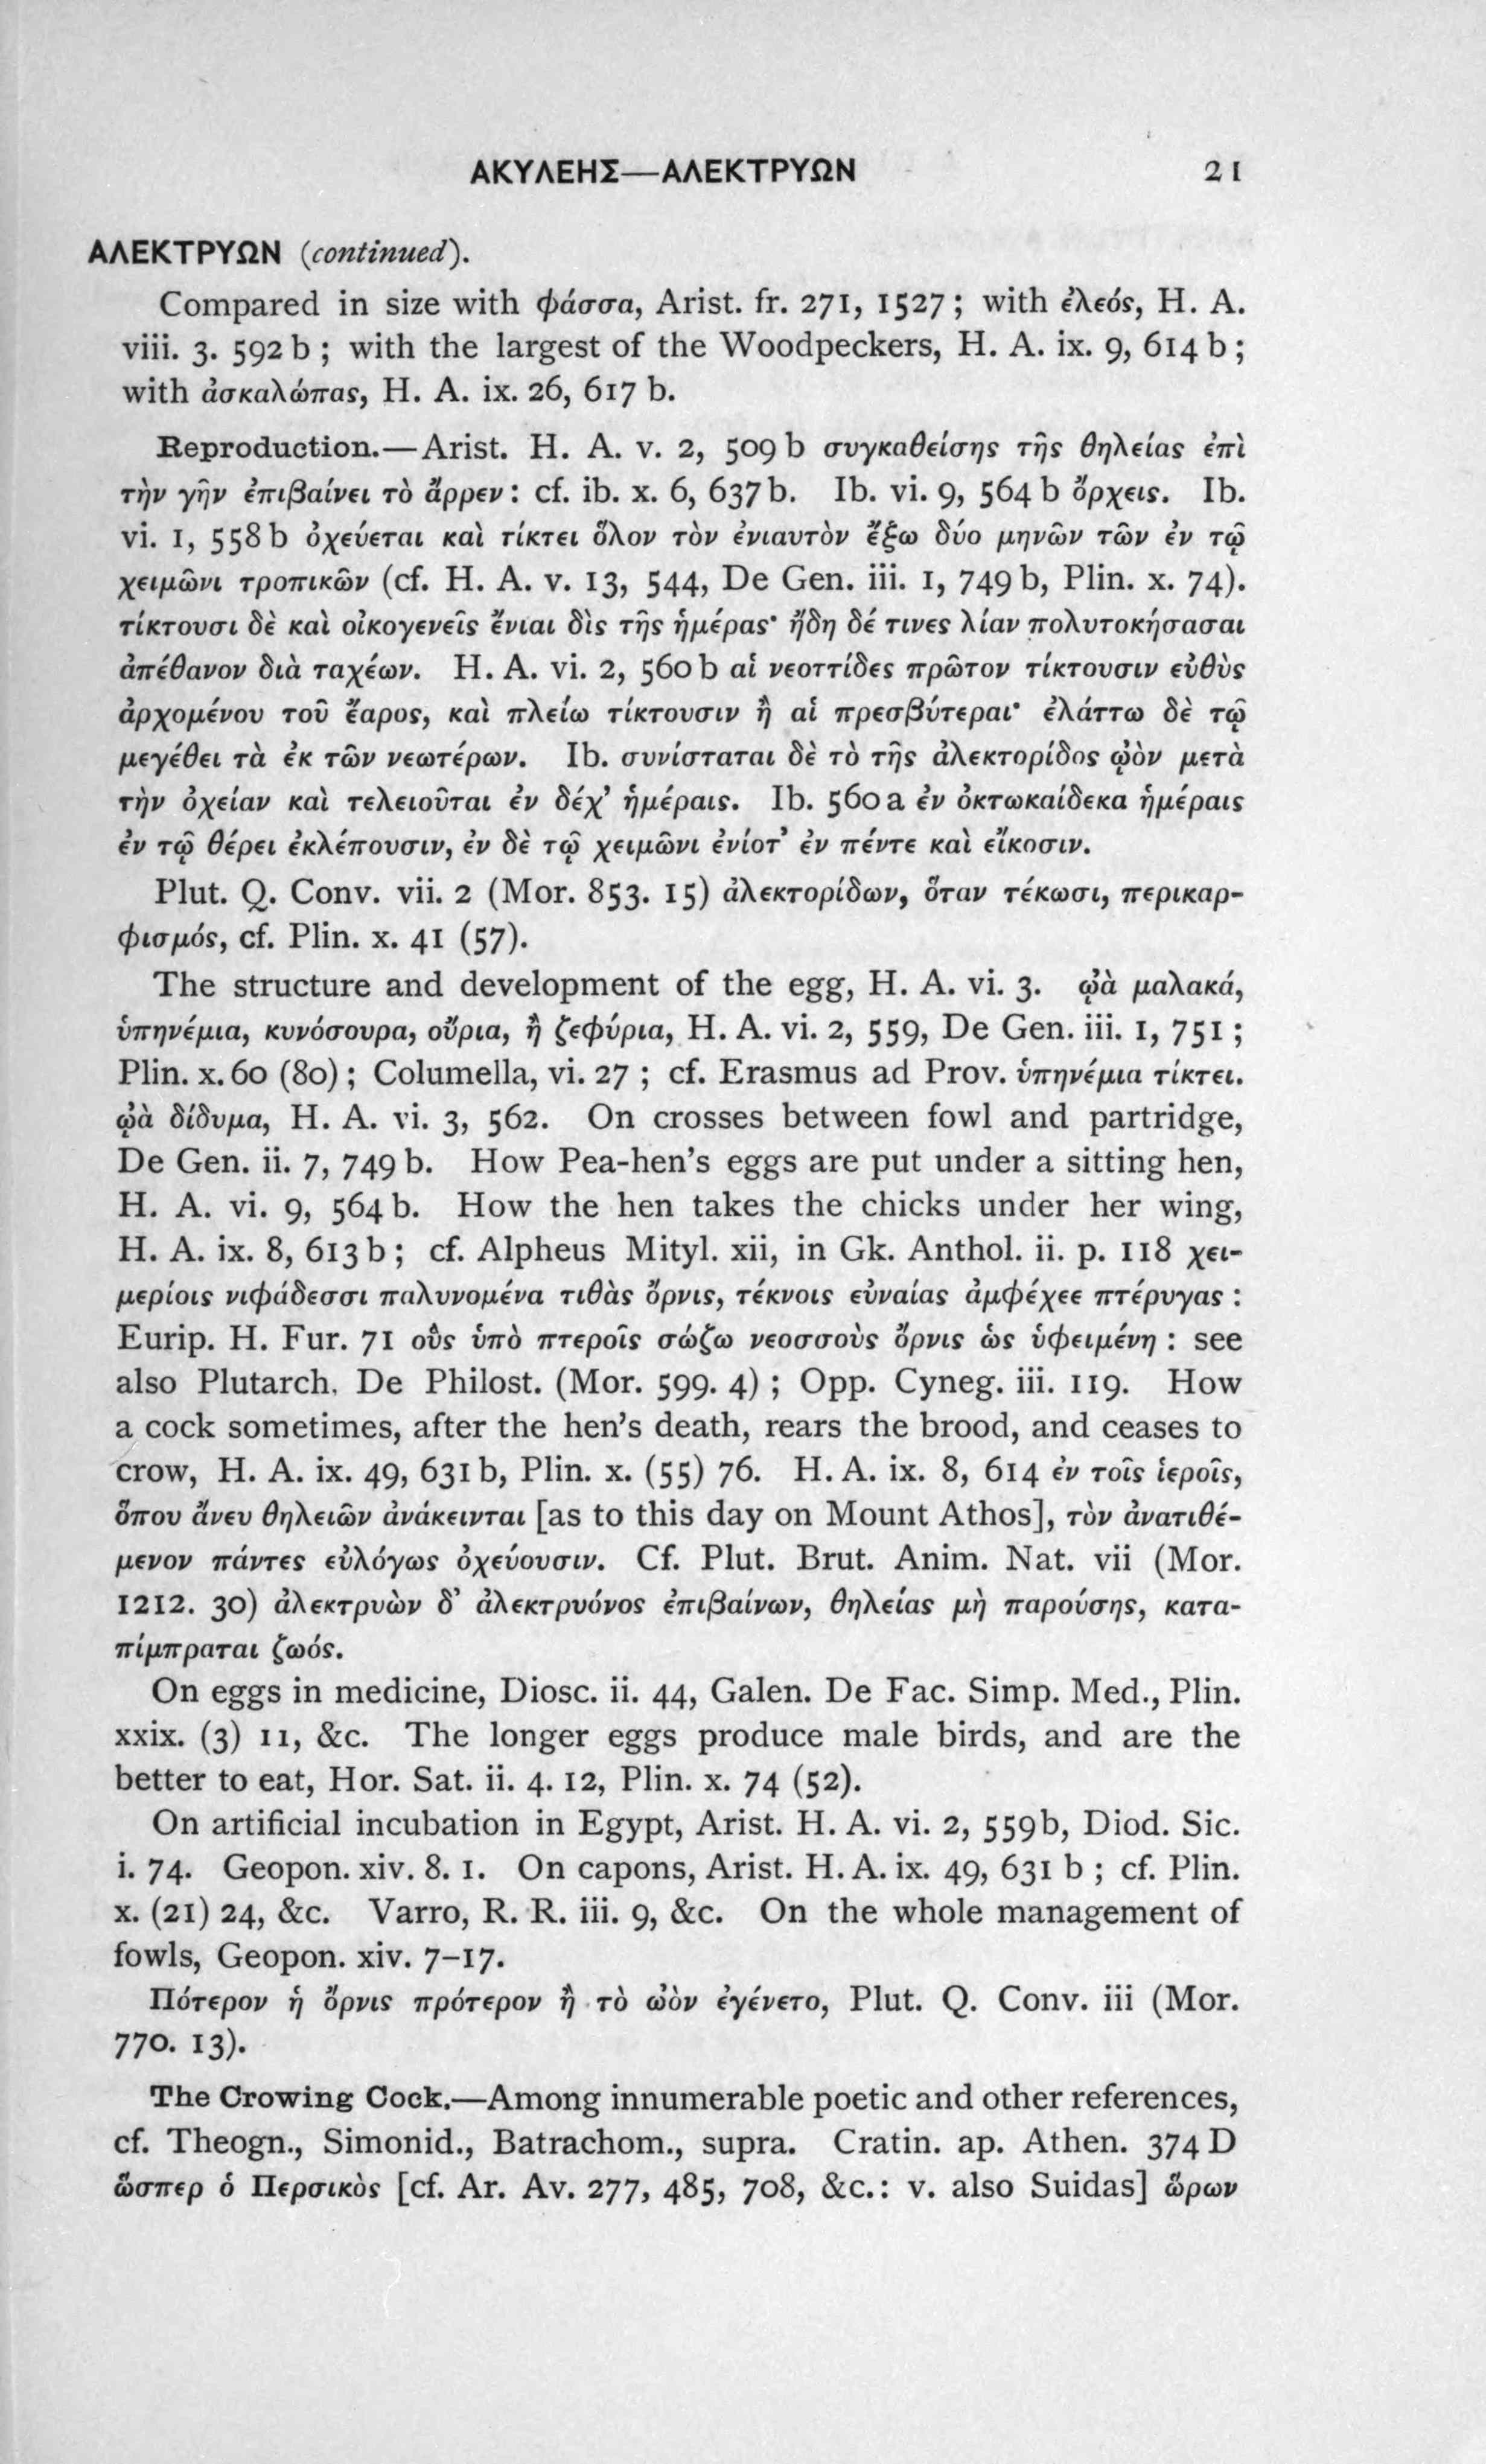 ΑΚΥΛΕΗΣ—ΑΛΕΚΤΡΥΩΝ 21
ΑΛΕΚΤΡΥΩΝ (continued).
Compared in size with φάσσα, Arist. fr. 271, 1527; with ἐλεός, H. A.
viii. 3. 592 b; with the largest of the Woodpeckers, H. A. ix. 9, 614 b;
with ἀσκαλώπας, H. A. ix. 26, 617 b.
Reproduction.—Arist. H. A. v. 2, 509 b συγκαθείσης τῆς θηλείας ἐπὶ
τὴν γῆν ἐπιβαίνει τὸ ἄρρεν: cf. ib. x. 6, 637 b. Ib. vi. 9, 564 b ὄρχεις. Ib.
vi. 1, 558 b ὀχεύεται καὶ τίκτει ὅλον τὸν ἐνιαυτὸν ἔξω δύο μηνῶν τῶν ἐν τῷ
χειμῶνι τροπικῶν (cf. H. A. v. 13, 544, De Gen. iii. 1, 749 b, Plin. x. 74).
τίκτουσι δὲ καὶ οἰκογενεῖς ἔνιαι δὶς τῆς ἡμέρας· ἤδη δέ τινες λίαν πολυτοκήσασαι
ἀπέθανον διὰ ταχέων. H. A. vi. 2, 560 b αἱ νεοττίδες πρῶτον τίκτουσιν εὐθὺς
ἀρχομένου τοῦ ἔαρος, καὶ πλείω τίκτουσιν ἢ αἱ πρεσβύτεραι· ἐλάττω δὲ τῷ
μεγέθει τὰ ἐκ τῶν νεωτέρων. Ib. συνίσταται δὲ τὸ τῆς ἀλεκτορίδος ᾠὸν μετὰ
τὴν ὀχείαν καὶ τελειοῦται ἐν δέχ’ ἡμέραις. Ib. 560 a ἐν ὀκτωκαίδεκα ἡμέραις
ἐν τῷ θέρει ἐκλέπουσιν, ἐν δὲ τῷ χειμῶνι ἐνίοτ’ ἐν πέντε καὶ εἴκοσιν.
Plut. Q. Conv. vii. 2 (Mor. 853. 15) ἀλεκτορίδων, ὅταν τέκωσι, περικαρ-
φισμός, cf. Plin. x. 41 (57).
The structure and development of the egg, H. A. vi. 3. ᾠὰ μαλακά,
ὑπηνέμια, κυνόσουρα, οὔρια, ἢ ζεφύρια, H. A. vi. 2, 559, De Gen. iii. 1, 751;
Plin. x. 60 (80); Columella, vi. 27; cf. Erasmus ad Prov. ὑπηνέμια τίκτει.
ᾠὰ δίδυμα, H. A. vi. 3, 562. On crosses between fowl and partridge,
De Gen. ii. 7, 749 b. How Pea-hen’s eggs are put under a sitting hen,
H. A. vi. 9, 564 b. How the hen takes the chicks under her wing,
H. A. ix. 8, 613 b; cf. Alpheus Mityl. xii, in Gk. Anthol. ii. p. 118 χει-
μερίοις νιφάδεσσι παλυνομένα τιθὰς ὄρνις, τέκνοις εὐναίας ἀμφέχεε πτέρυγας:
Eurip. H. Fur. 71 οὓς ὑπὸ πτεροῖς σώζω νεοσσοὺς ὄρνις ὡς ὑφειμένη: see
also Plutarch. De Philost. (Mor. 599. 4); Opp. Cyneg. iii. 119. How
a cock sometimes, after the hen’s death, rears the brood, and ceases to
crow, H. A. ix. 49, 631 b, Plin. x. (55) 76. H. A. ix. 8, 614 ἐν τοῖς ἱεροῖς,
ὅπου ἄνευ θηλειῶν ἀνάκεινται [as to this day on Mount Athos], τὸν ἀνατιθέ-
μενον πάντες εὐλόγως ὀχεύουσιν. Cf. Plut. Brut. Anim. Nat. vii (Mor.
1212. 30) ἀλεκτρυὼν δ’ ἀλεκτρυόνος ἐπιβαίνων, θηλείας μὴ παρούσης, κατα-
πίμπραται ζωός.
On eggs in medicine, Diosc. ii. 44, Galen. De Fac. Simp. Med., Plin.
xxix. (3) 11, &c. The longer eggs produce male birds, and are the
better to eat, Hor. Sat. ii. 4. 12, Plin. x. 74 (52).
On artificial incubation in Egypt, Arist. H. A. vi. 2, 559 b, Diod. Sic.
i. 74. Geopon. xiv. 8. 1. On capons, Arist. H. A. ix. 49, 631 b; cf. Plin.
x. (21) 24, &c. Varro, R. R. iii. 9, &c. On the whole management of
fowls, Geopon. xiv. 7–17.
Πότερον ἡ ὄρνις πρότερον ἢ τὸ ὠὸν ἐγένετο, Plut. Q. Conv. iii (Mor.
770. 13).
The Crowing Cock.—Among innumerable poetic and other references,
cf. Theogn., Simonid., Batrachom., supra. Cratin. ap. Athen. 374 D
ὥσπερ ὁ Περσικὸς [cf. Ar. Av. 277, 485, 708, &c.: v. also Suidas] ὥρων